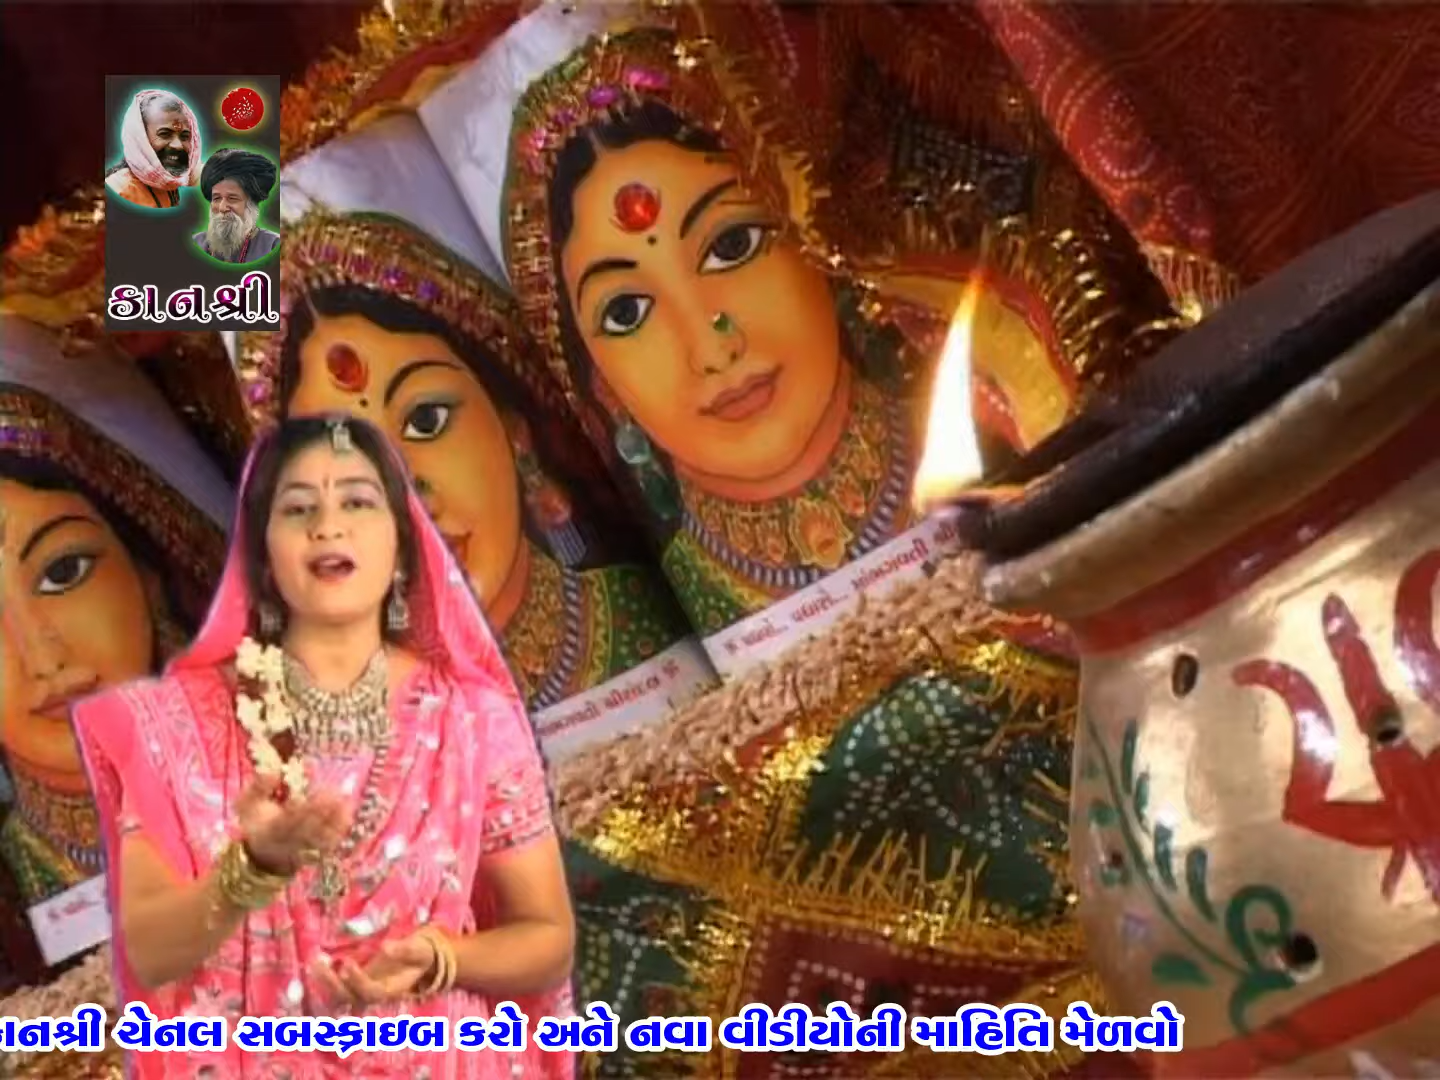 કાનશ્રી
કાનશ્રી ચેનલ સબસ્ક્રાઇબ કરો અને નવા વીડીયોની માહિતિ મેળવો